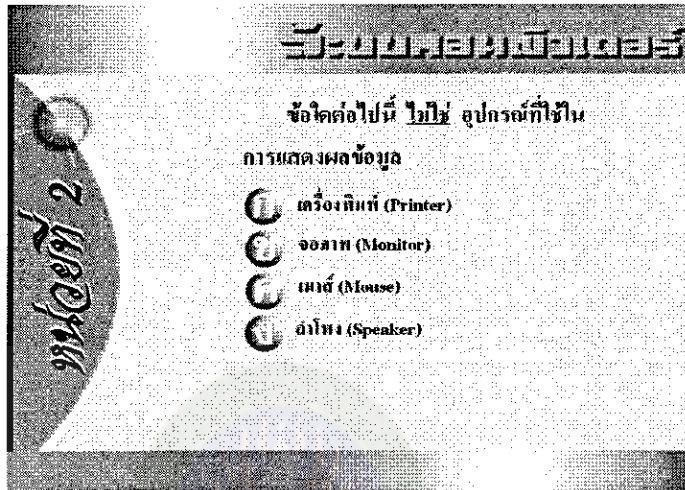 ระบบคอมพิวเตอร์
หน่วยที่ 2
ข้อใดต่อไปนี้ ไม่ใช่ อุปกรณ์ที่ใช้ใน
การแสดงผลข้อมูล
เครื่องพิมพ์ (Printer)
จอภาพ (Monitor)
เมาส์ (Mouse)
ลำโพง (Speaker)